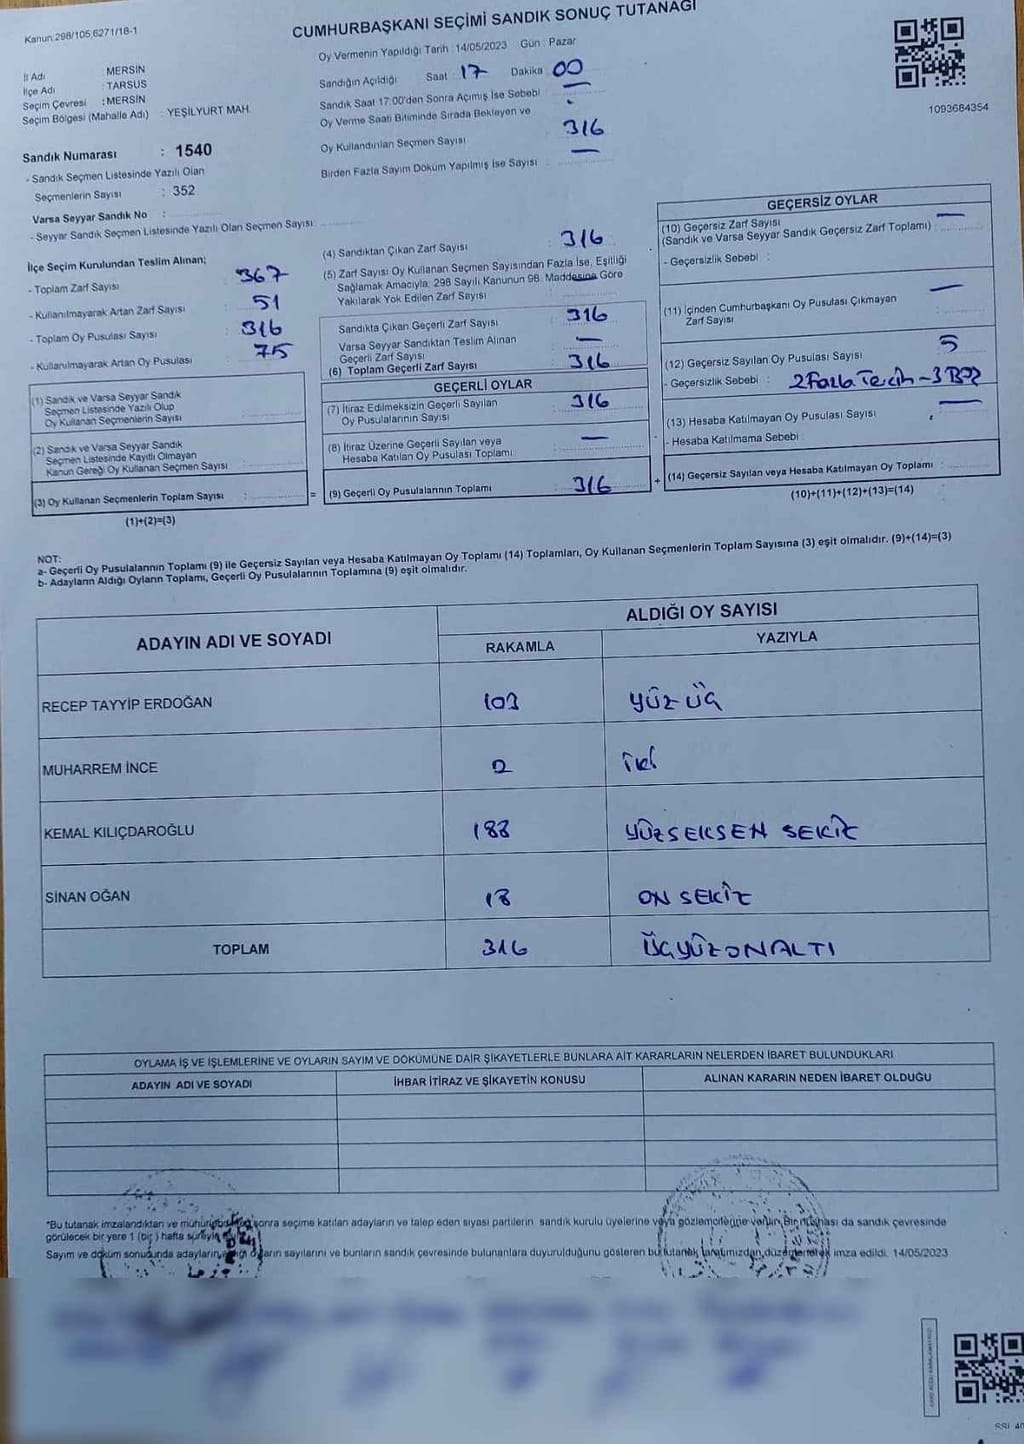 Kanun:298/105,6271/18-1
CUMHURBAŞKANI SEÇİMİ SANDIK SONUÇ TUTANAĞI
Oy Vermenin Yapıldığı Tarih : 14/05/2023 Gün : Pazar
1093684354
İl Adı : MERSİN
İlçe Adı : TARSUS
Seçim Çevresi : MERSİN
Seçim Bölgesi (Mahalle Adı) : YEŞİLYURT MAH.
Sandığın Açıldığı Saat : 17 Dakika : 00
Sandık Saat 17:00'den Sonra Açımış İse Sebebi :
Oy Verme Saati Bitiminde Sırada Bekleyen ve
Oy Kullandırılan Seçmen Sayısı : 316
Birden Fazla Sayım Döküm Yapılmış İse Sayısı : —
Sandık Numarası : 1540
- Sandık Seçmen Listesinde Yazılı Olan
Seçmenlerin Sayısı : 352
Varsa Seyyar Sandık No :
- Seyyar Sandık Seçmen Listesinde Yazılı Olan Seçmen Sayısı :
İlçe Seçim Kurulundan Teslim Alınan;
- Toplam Zarf Sayısı : 367
- Kullanılmayarak Artan Zarf Sayısı : 51
- Toplam Oy Pusulası Sayısı : 316
- Kullanılmayarak Artan Oy Pusulası : 75
(1) Sandık ve Varsa Seyyar Sandık
Seçmen Listesinde Yazılı Olup
Oy Kullanan Seçmenlerin Sayısı :
(2) Sandık ve Varsa Seyyar Sandık
Seçmen Listesinde Kayıtlı Olmayan
Kanun Gereği Oy Kullanan Seçmen Sayısı :
(3) Oy Kullanan Seçmenlerin Toplam Sayısı :
(1)+(2)=(3)
(4) Sandıktan Çıkan Zarf Sayısı : 316
(5) Zarf Sayısı Oy Kullanan Seçmen Sayısından Fazla İse, Eşitliği
Sağlamak Amacıyla, 298 Sayılı Kanunun 98. Maddesine Göre
Yakılarak Yok Edilen Zarf Sayısı : —
Sandıkta Çıkan Geçerli Zarf Sayısı : 316
Varsa Seyyar Sandıktan Teslim Alınan
Geçerli Zarf Sayısı : —
(6) Toplam Geçerli Zarf Sayısı : 316
GEÇERLİ OYLAR
(7) İtiraz Edilmeksizin Geçerli Sayılan
Oy Pusulalarının Sayısı : 316
(8) İtiraz Üzerine Geçerli Sayılan veya
Hesaba Katılan Oy Pusulası Toplamı : —
= (9) Geçerli Oy Pusulalarının Toplamı : 316 +
GEÇERSİZ OYLAR
(10) Geçersiz Zarf Sayısı
(Sandık ve Varsa Seyyar Sandık Geçersiz Zarf Toplamı) : —
- Geçersizlik Sebebi :
(11) İçinden Cumhurbaşkanı Oy Pusulası Çıkmayan
Zarf Sayısı : —
(12) Geçersiz Sayılan Oy Pusulası Sayısı : 5
- Geçersizlik Sebebi : 2 Fazla Tercih - 3
(13) Hesaba Katılmayan Oy Pusulası Sayısı : —
- Hesaba Katılmama Sebebi :
(14) Geçersiz Sayılan veya Hesaba Katılmayan Oy Toplamı :
(10)+(11)+(12)+(13)=(14)
NOT:
a- Geçerli Oy Pusulalarının Toplamı (9) ile Geçersiz Sayılan veya Hesaba Katılmayan Oy Toplamı (14) Toplamları, Oy Kullanan Seçmenlerin Toplam Sayısına (3) eşit olmalıdır. (9)+(14)=(3)
b- Adayların Aldığı Oyların Toplamı, Geçerli Oy Pusulalarının Toplamına (9) eşit olmalıdır.
ADAYIN ADI VE SOYADI ALDIĞI OY SAYISI
RAKAMLA YAZIYLA
RECEP TAYYİP ERDOĞAN 103 YÜZ ÜÇ
MUHARREM İNCE 2 İKİ
KEMAL KILIÇDAROĞLU 188 YÜZSEKSEN SEKİZ
SİNAN OĞAN 18 ON SEKİZ
TOPLAM 316 ÜÇYÜZONALTI
OYLAMA İŞ VE İŞLEMLERİNE VE OYLARIN SAYIM VE DÖKÜMÜNE DAİR ŞİKAYETLERLE BUNLARA AİT KARARLARIN NELERDEN İBARET BULUNDUKLARI
ADAYIN ADI VE SOYADI İHBAR İTİRAZ VE ŞİKAYETİN KONUSU ALINAN KARARIN NEDEN İBARET OLDUĞU
"Bu tutanak imzalandıktan ve mühürlendikten sonra seçime katılan adayların ve talep eden siyasi partilerin sandık kurulu üyelerine veya gözlemcilerine verilir. Bir nüshası da sandık çevresinde
görülecek bir yere 1 (bir) hafta süreyle
Sayım ve döküm sonucunda adayların aldığı oyların sayılarını ve bunların sandık çevresinde bulunanlara duyurulduğunu gösteren bu tutanak tarafımızdan düzenlenerek imza edildi. 14/05/2023